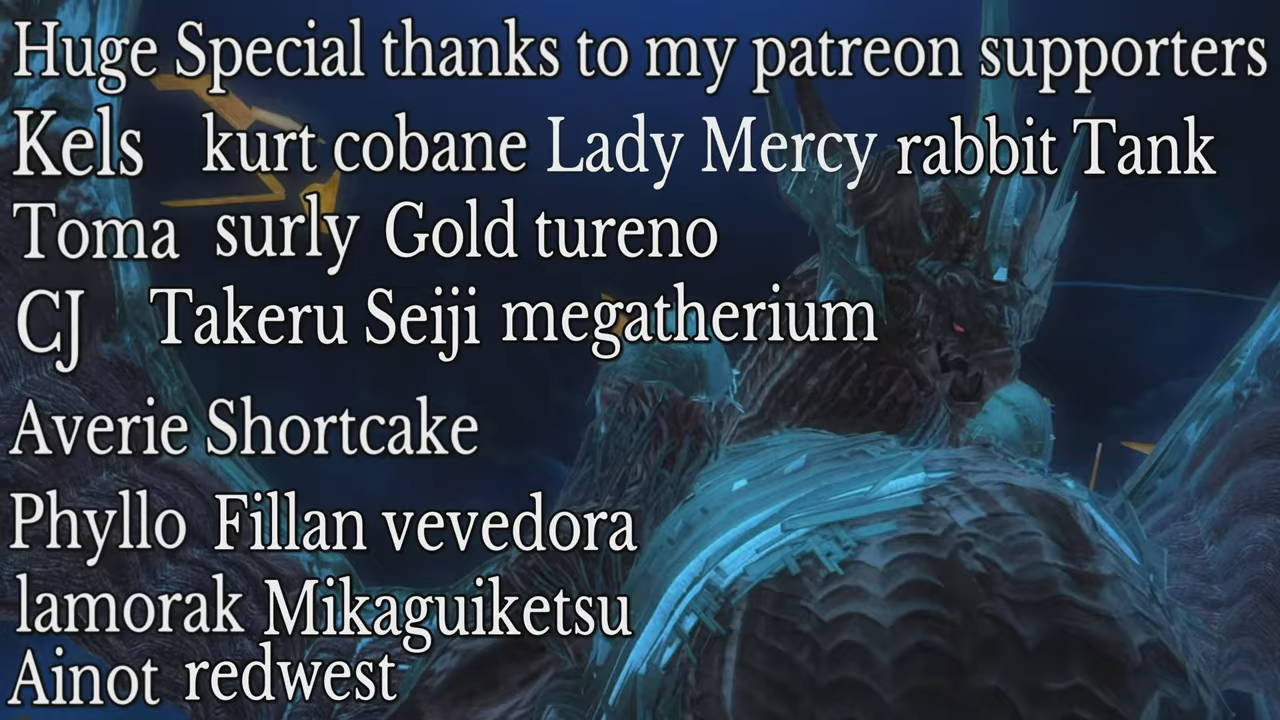 Huge Special thanks to my patreon supporters
Kels kurt cobane Lady Mercy rabbit Tank
Toma surly Gold tureno
CJ Takeru Seiji megatherium
Averie Shortcake
Phyllo Fillan vevedora
lamorak Mikaguiketsu
Ainot redwest